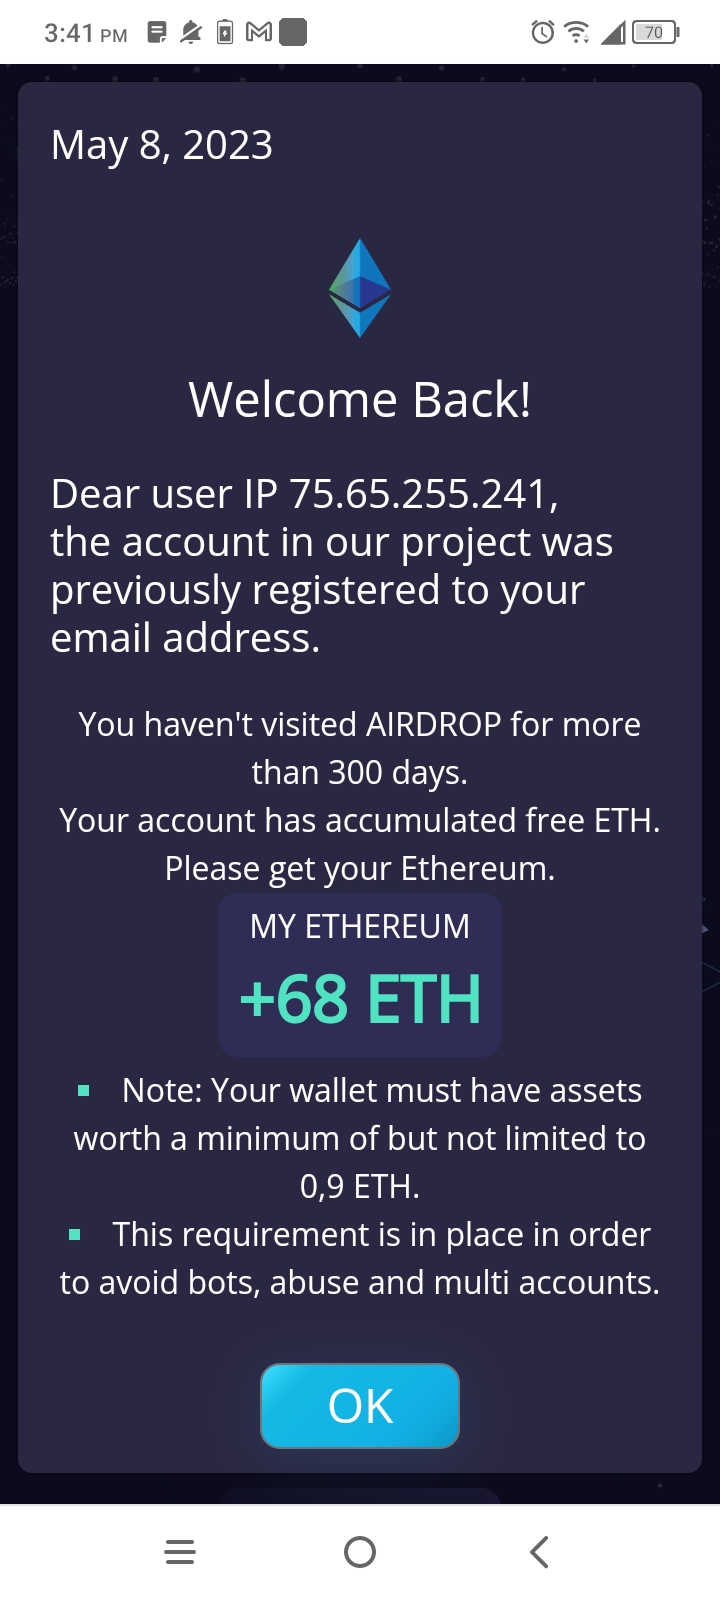 3:41 PM
70
May 8, 2023
Welcome Back!
Dear user IP 75.65.255.241,
the account in our project was
previously registered to your
email address.
You haven't visited AIRDROP for more
than 300 days.
Your account has accumulated free ETH.
Please get your Ethereum.
MY ETHEREUM
+68 ETH
▪ Note: Your wallet must have assets
worth a minimum of but not limited to
0,9 ETH.
▪ This requirement is in place in order
to avoid bots, abuse and multi accounts.
OK